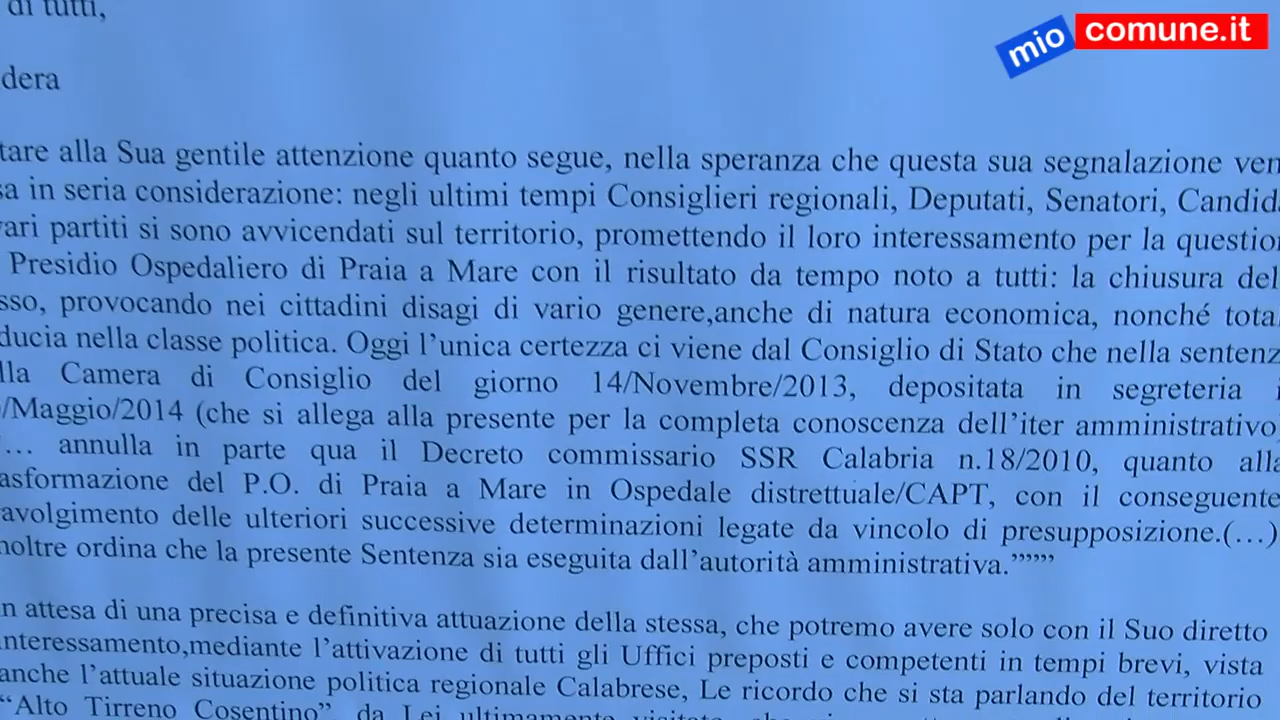 di tutti,
mio comune.it
dera
tare alla Sua gentile attenzione quanto segue, nella speranza che questa sua segnalazione ven
sa in seria considerazione: negli ultimi tempi Consiglieri regionali, Deputati, Senatori, Candid
vari partiti si sono avvicendati sul territorio, promettendo il loro interessamento per la question
Presidio Ospedaliero di Praia a Mare con il risultato da tempo noto a tutti: la chiusura del
sso, provocando nei cittadini disagi di vario genere,anche di natura economica, nonché total
ducia nella classe politica. Oggi l’unica certezza ci viene dal Consiglio di Stato che nella sentenz
lla Camera di Consiglio del giorno 14/Novembre/2013, depositata in segreteria i
/Maggio/2014 (che si allega alla presente per la completa conoscenza dell’iter amministrativo)
“… annulla in parte qua il Decreto commissario SSR Calabria n.18/2010, quanto alla
asformazione del P.O. di Praia a Mare in Ospedale distrettuale/CAPT, con il conseguente
avolgimento delle ulteriori successive determinazioni legate da vincolo di presupposizione.(…)
noltre ordina che la presente Sentenza sia eseguita dall’autorità amministrativa.”””””
n attesa di una precisa e definitiva attuazione della stessa, che potremo avere solo con il Suo diretto
interessamento,mediante l’attivazione di tutti gli Uffici preposti e competenti in tempi brevi, vista
anche l’attuale situazione politica regionale Calabrese, Le ricordo che si sta parlando del territorio
“Alto Tirreno Cosentino”, da Lei ultimamente